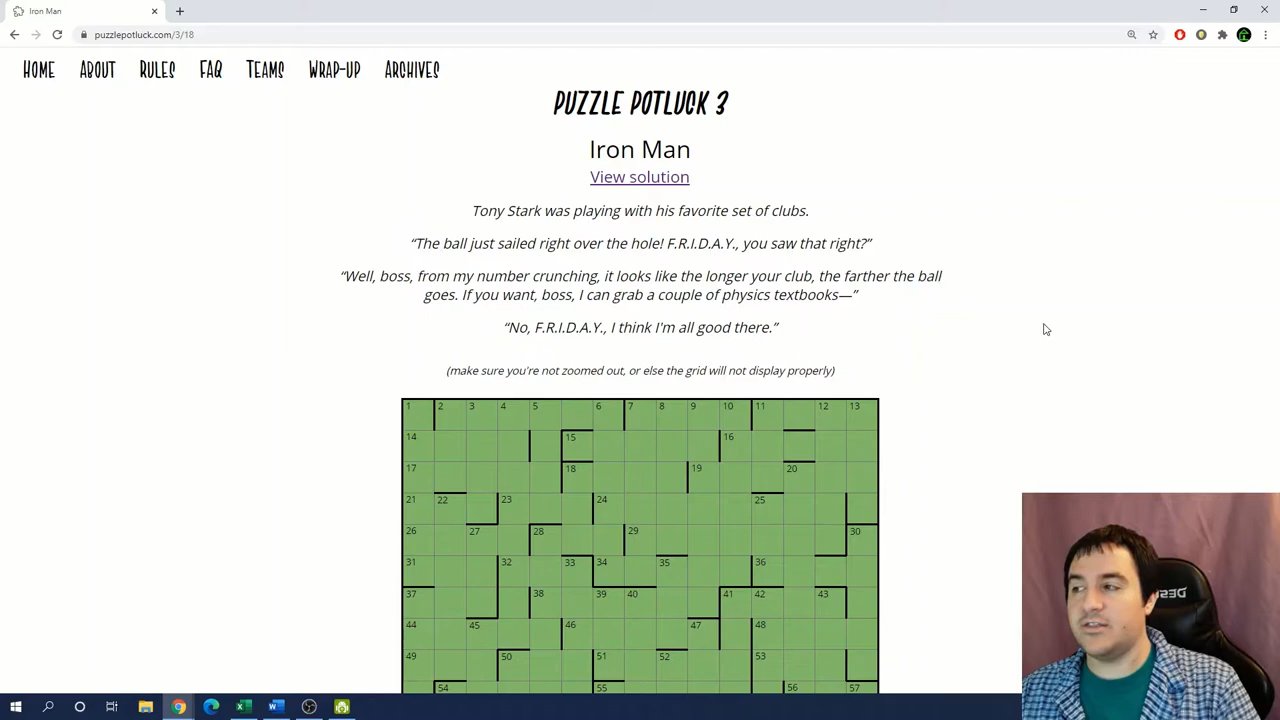 Iron Man
puzzlepotluck.com/3/18
HOME ABOUT RULES FAQ TEAMS WRAP-UP ARCHIVES
PUZZLE POTLUCK 3
Iron Man
View solution
Tony Stark was playing with his favorite set of clubs.
“The ball just sailed right over the hole! F.R.I.D.A.Y., you saw that right?”
“Well, boss, from my number crunching, it looks like the longer your club, the farther the ball
goes. If you want, boss, I can grab a couple of physics textbooks—”
“No, F.R.I.D.A.Y., I think I'm all good there.”
(make sure you're not zoomed out, or else the grid will not display properly)
1 2 3 4 5 6 7 8 9 10 11 12 13
14 15 16
17 18 19 20
21 22 23 24 25
26 27 28 29 30
31 32 33 34 35 36
37 38 39 40 41 42 43
44 45 46 47 48
49 50 51 52 53
54 55 56 57